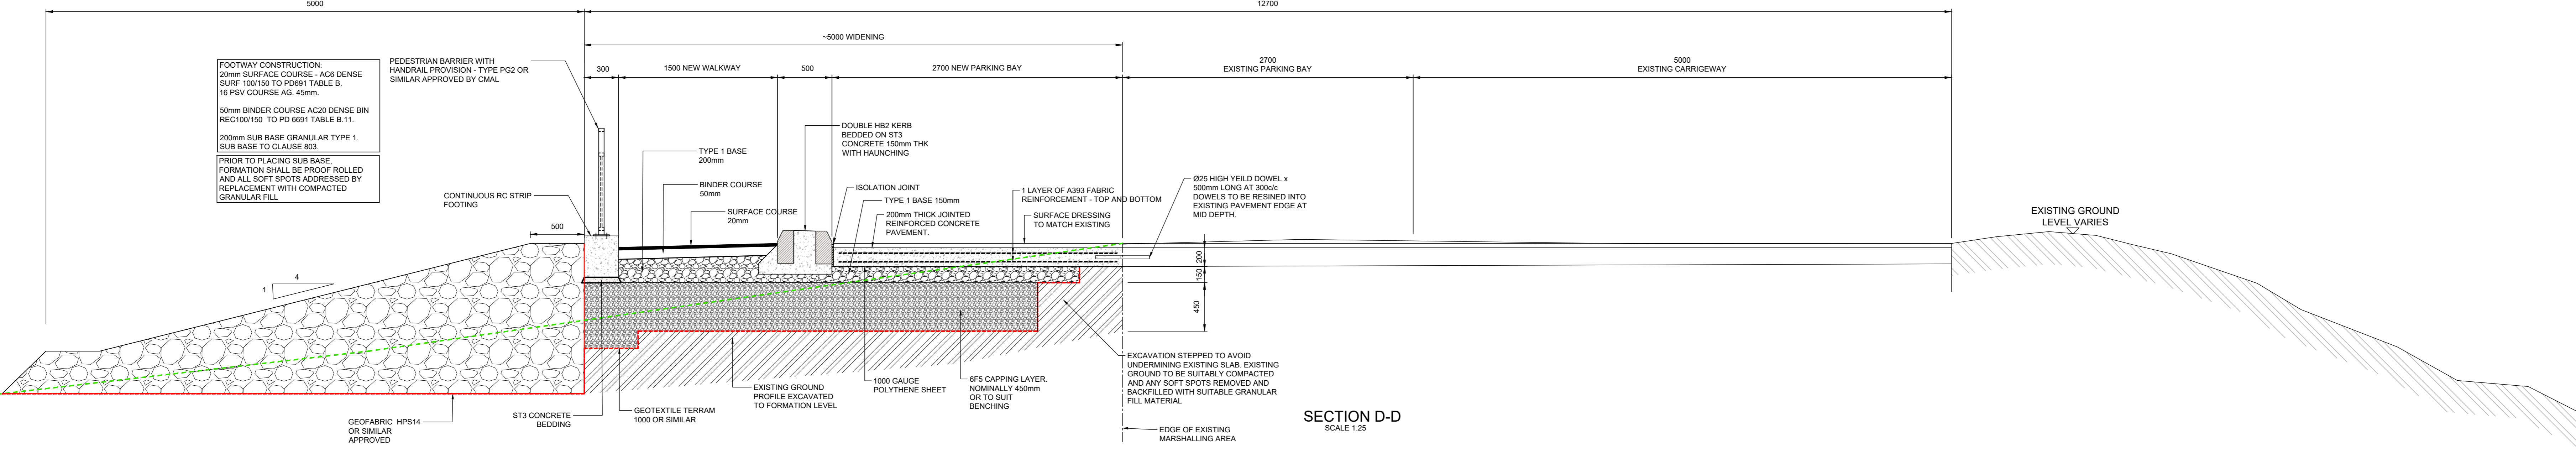 5000
12700
~5000 WIDENING
300
1500 NEW WALKWAY
500
2700 NEW PARKING BAY
2700
EXISTING PARKING BAY
5000
EXISTING CARRIGEWAY
FOOTWAY CONSTRUCTION:
20mm SURFACE COURSE - AC6 DENSE
SURF 100/150 TO PD691 TABLE B.
16 PSV COURSE AG. 45mm.
50mm BINDER COURSE AC20 DENSE BIN
REC100/150 TO PD 6691 TABLE B.11.
200mm SUB BASE GRANULAR TYPE 1.
SUB BASE TO CLAUSE 803.
PRIOR TO PLACING SUB BASE,
FORMATION SHALL BE PROOF ROLLED
AND ALL SOFT SPOTS ADDRESSED BY
REPLACEMENT WITH COMPACTED
GRANULAR FILL
PEDESTRIAN BARRIER WITH
HANDRAIL PROVISION - TYPE PG2 OR
SIMILAR APPROVED BY CMAL
CONTINUOUS RC STRIP
FOOTING
500
TYPE 1 BASE
200mm
BINDER COURSE
50mm
SURFACE COURSE
20mm
DOUBLE HB2 KERB
BEDDED ON ST3
CONCRETE 150mm THK
WITH HAUNCHING
ISOLATION JOINT
TYPE 1 BASE 150mm
200mm THICK JOINTED
REINFORCED CONCRETE
PAVEMENT.
1 LAYER OF A393 FABRIC
REINFORCEMENT - TOP AND BOTTOM
SURFACE DRESSING
TO MATCH EXISTING
Ø25 HIGH YEILD DOWEL x
500mm LONG AT 300c/c
DOWELS TO BE RESINED INTO
EXISTING PAVEMENT EDGE AT
MID DEPTH.
EXISTING GROUND
LEVEL VARIES
4
1
200
150
450
GEOFABRIC HPS14
OR SIMILAR
APPROVED
ST3 CONCRETE
BEDDING
GEOTEXTILE TERRAM
1000 OR SIMILAR
EXISTING GROUND
PROFILE EXCAVATED
TO FORMATION LEVEL
1000 GAUGE
POLYTHENE SHEET
6F5 CAPPING LAYER.
NOMINALLY 450mm
OR TO SUIT
BENCHING
EXCAVATION STEPPED TO AVOID
UNDERMINING EXISTING SLAB. EXISTING
GROUND TO BE SUITABLY COMPACTED
AND ANY SOFT SPOTS REMOVED AND
BACKFILLED WITH SUITABLE GRANULAR
FILL MATERIAL
EDGE OF EXISTING
MARSHALLING AREA
SECTION D-D
SCALE 1:25